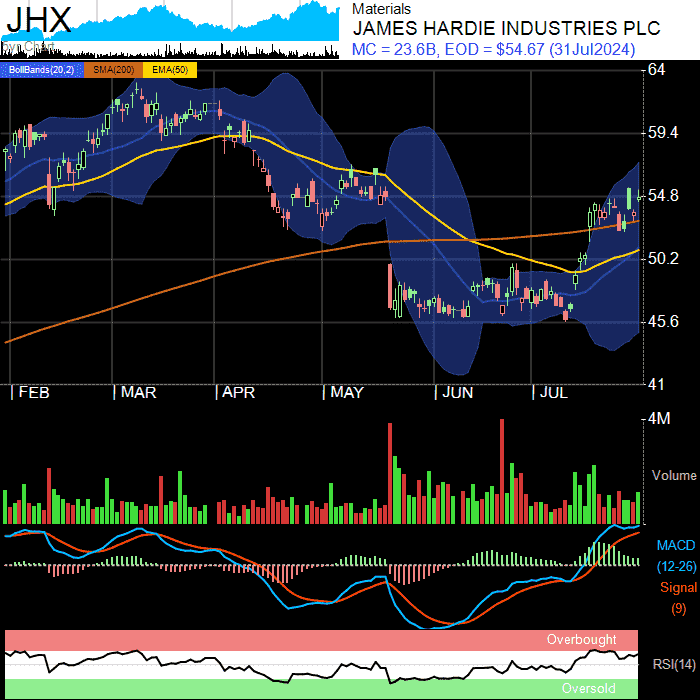 JHX
Materials
JAMES HARDIE INDUSTRIES PLC
MC = 23.6B, EOD = $54.67 (31Jul2024)
BollBands(20,2) SMA(200) EMA(50)
64
59.4
54.8
50.2
45.6
41
FEB MAR APR MAY JUN JUL
4M
Volume
MACD
(12-26)
Signal
(9)
Overbought
RSI(14)
Oversold